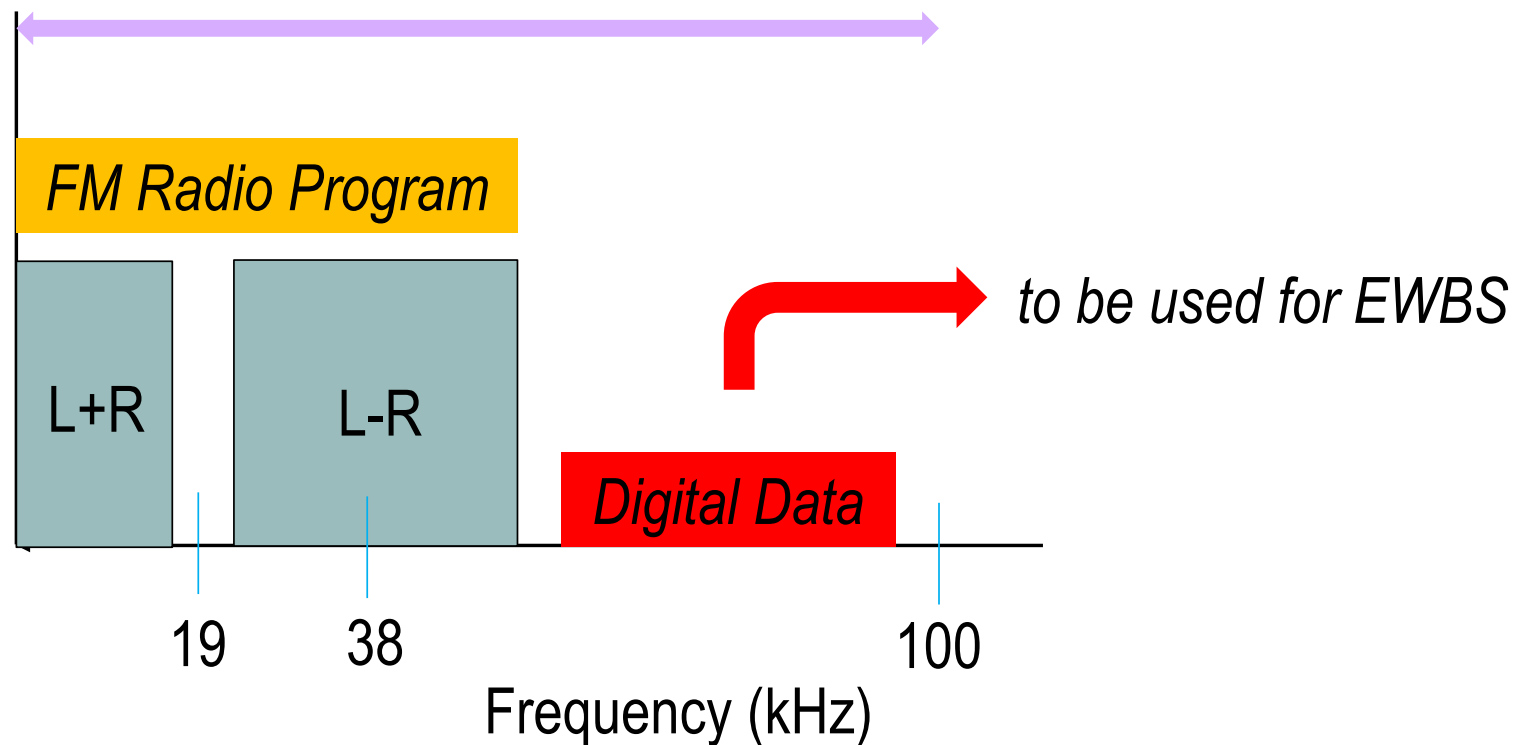 FM Radio Program
to be used for EWBS
L+R
L-R
Digital Data
19
38
100
Frequency (kHz)